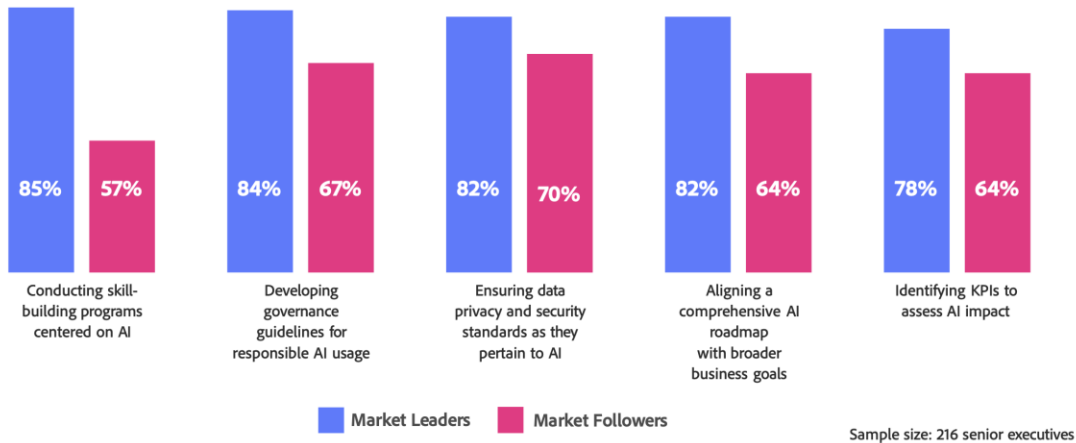 85%
57%
84%
67%
82%
70%
82%
64%
78%
64%
Conducting skill-
building programs
centered on AI
Developing
governance
guidelines for
responsible AI usage
Ensuring data
privacy and security
standards as they
pertain to AI
Aligning a
comprehensive AI
roadmap
with broader
business goals
Identifying KPIs to
assess AI impact
Market Leaders
Market Followers
Sample size: 216 senior executives